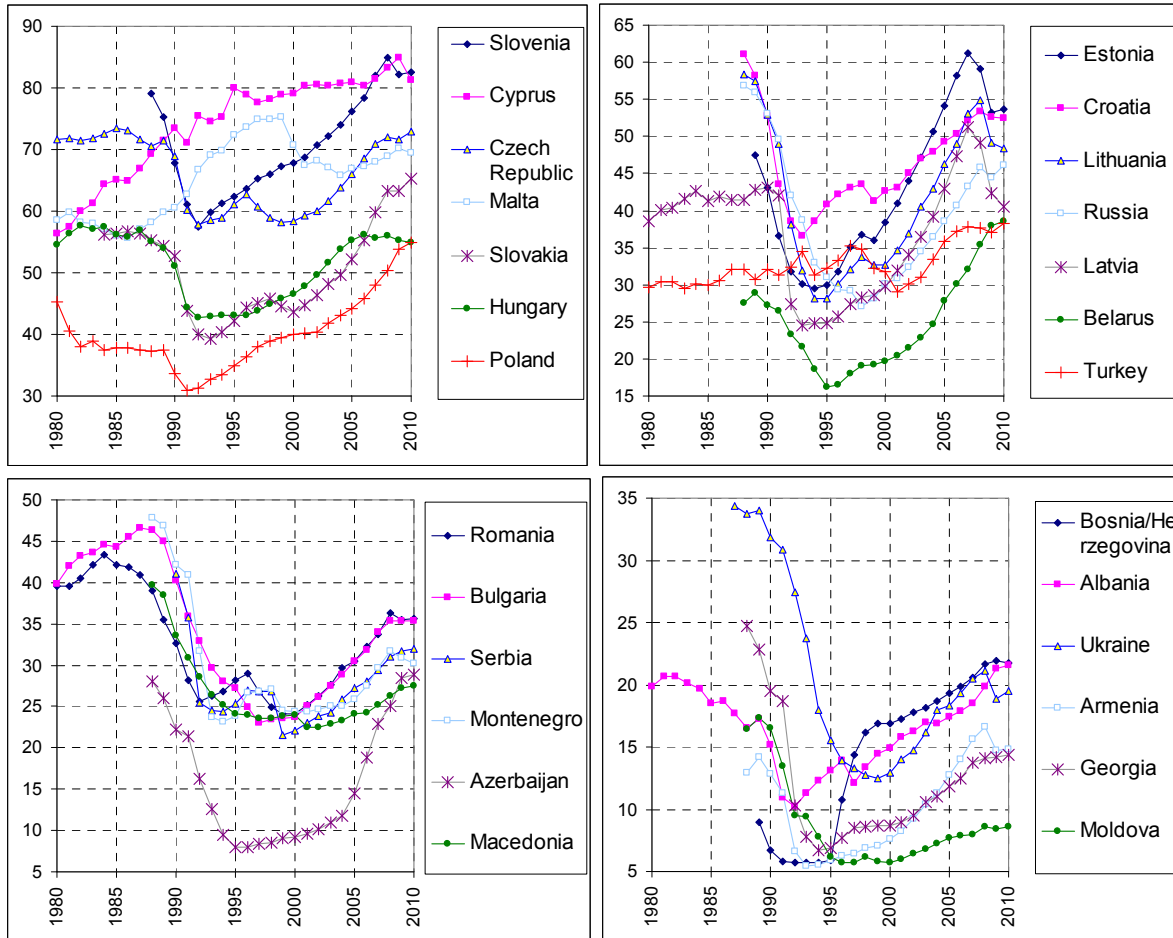 90
80
70
60
50
40
30
1980
1985
1990
1995
2000
2005
2010
Slovenia
Cyprus
Czech
Republic
Malta
Slovakia
Hungary
Poland
65
60
55
50
45
40
35
30
25
20
15
1980
1985
1990
1995
2000
2005
2010
Estonia
Croatia
Lithuania
Russia
Latvia
Belarus
Turkey
50
45
40
35
30
25
20
15
10
5
1980
1985
1990
1995
2000
2005
2010
Romania
Bulgaria
Serbia
Montenegro
Azerbaijan
Macedonia
35
30
25
20
15
10
5
1980
1985
1990
1995
2000
2005
2010
Bosnia/He
rzegovina
Albania
Ukraine
Armenia
Georgia
Moldova